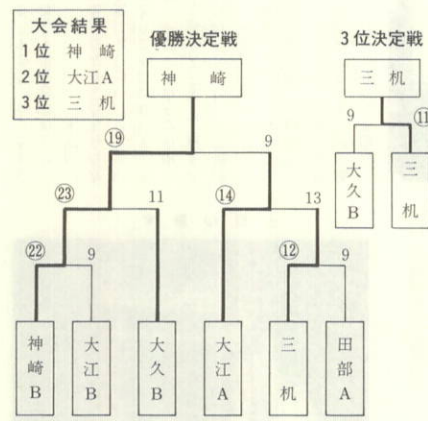 大会結果
1位 神崎
2位 大江A
3位 三机
優勝決定戦
3位決定戦
神崎
三机
⑲ 9
9 ⑪
大久B
三机
㉓ 11 ⑭ 13
㉒ 9 ⑫ 9
神崎B
大江B
大久B
大江A
三机
田部A